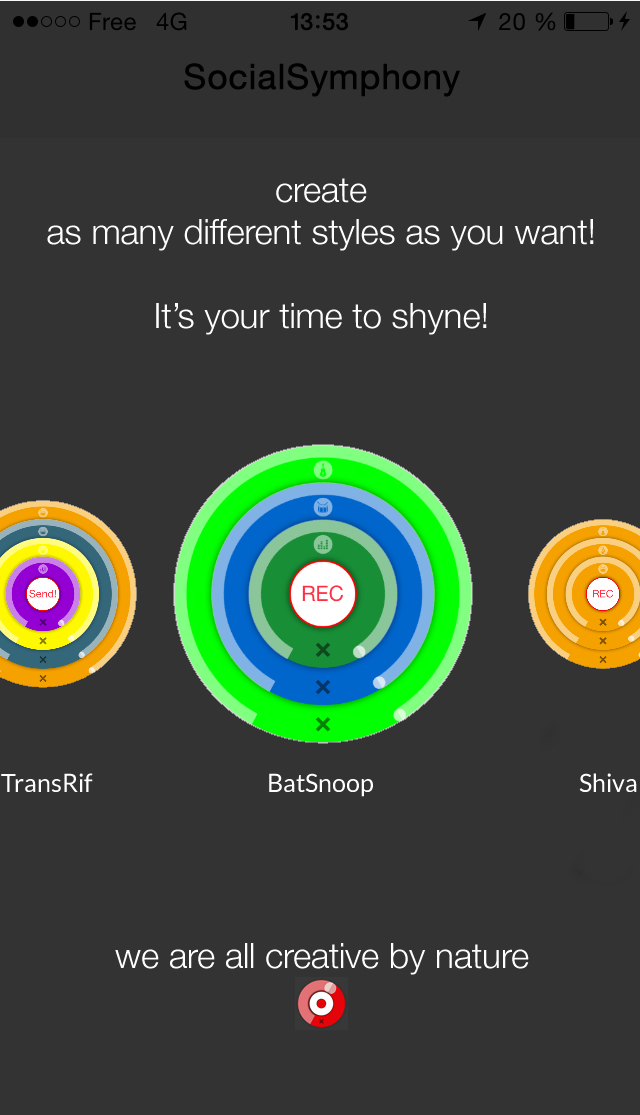 Free 4G 13:53 20 %
SocialSymphony
create
as many different styles as you want!
It's your time to shyne!
Send!
REC
REC
TransRif
BatSnoop
Shiva
we are all creative by nature